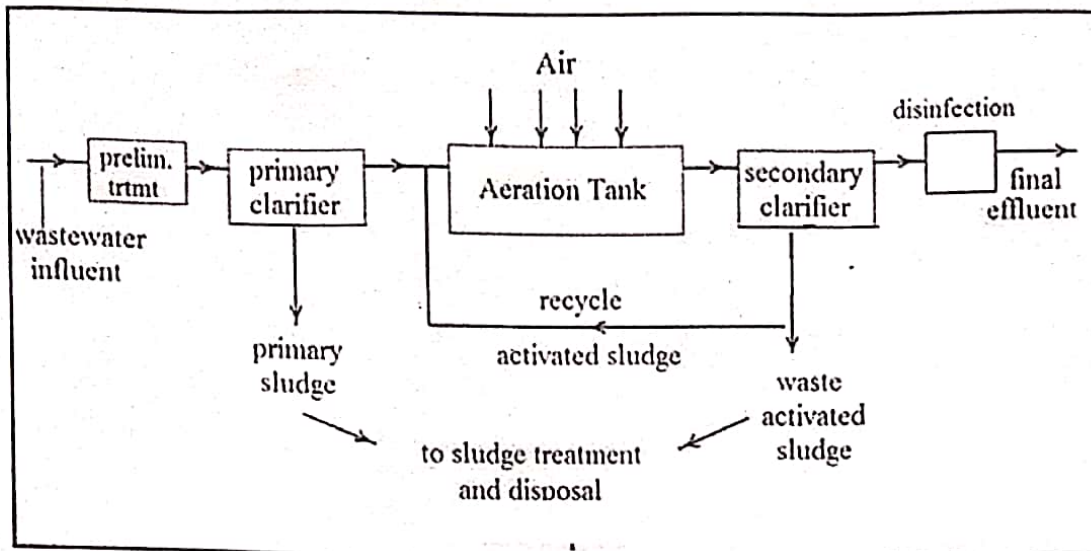 Air
disinfection
prelim.
trtmt
primary
clarifier
Aeration Tank
secondary
clarifier
final
effluent
wastewater
influent
recycle
activated sludge
primary
sludge
waste
activated
sludge
to sludge treatment
and disposal